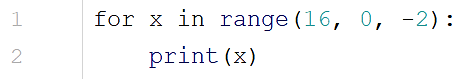 1 for x in range(16, 0, -2):
2     print(x)